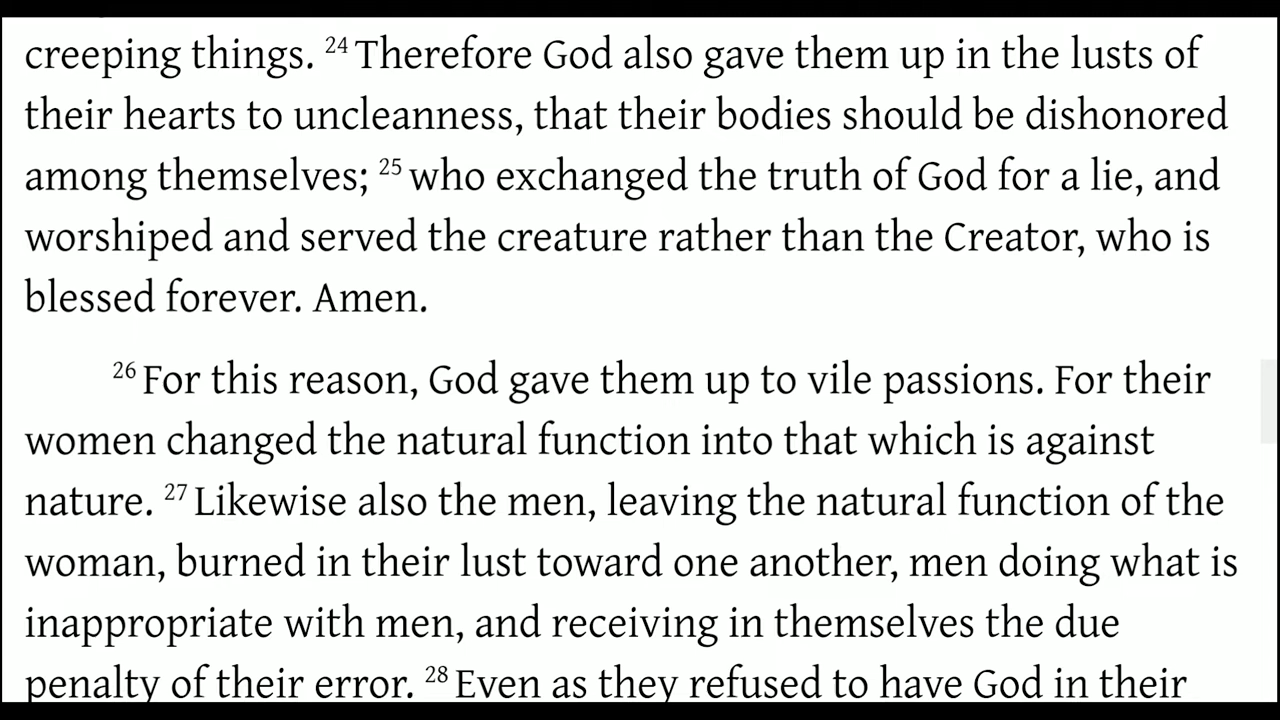 creeping things. 24 Therefore God also gave them up in the lusts of
their hearts to uncleanness, that their bodies should be dishonored
among themselves; 25 who exchanged the truth of God for a lie, and
worshiped and served the creature rather than the Creator, who is
blessed forever. Amen.
26 For this reason, God gave them up to vile passions. For their
women changed the natural function into that which is against
nature. 27 Likewise also the men, leaving the natural function of the
woman, burned in their lust toward one another, men doing what is
inappropriate with men, and receiving in themselves the due
penalty of their error. 28 Even as they refused to have God in their